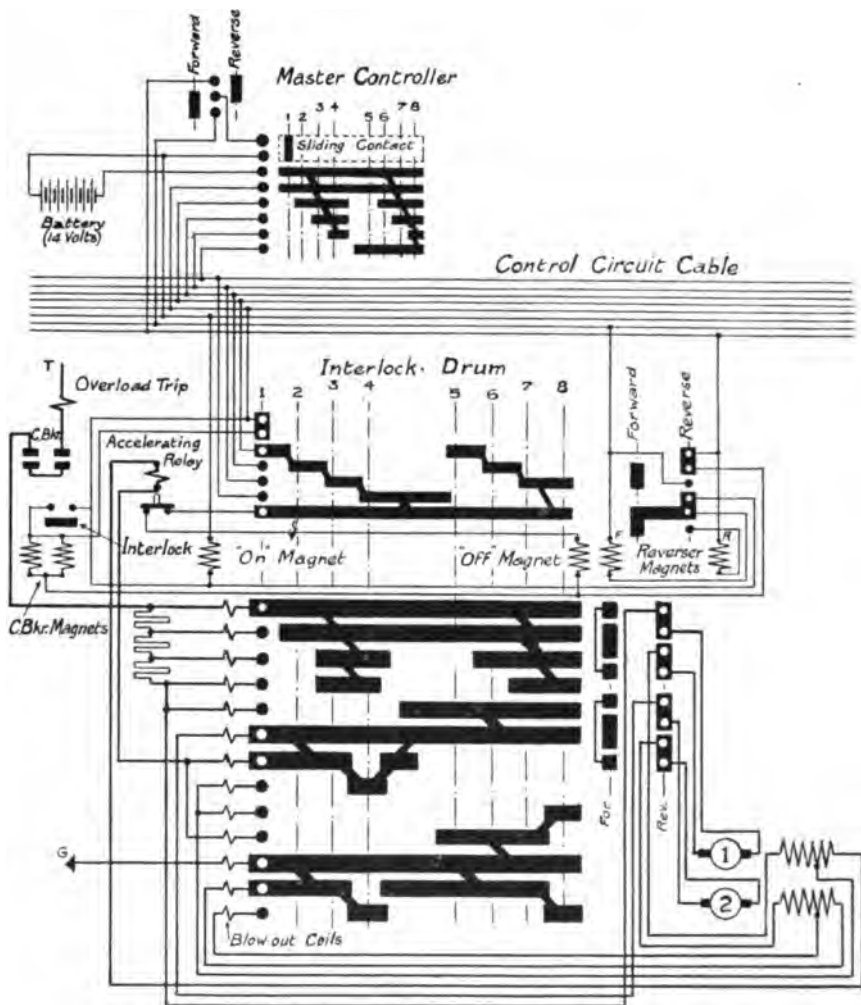 Forward
Reverse
Master Controller
1 2 3 4 5 6 7 8
Sliding Contact
Battery
(14 Volts)
Control Circuit Cable
T
Overload Trip
Interlock. Drum
1 2 3 4 5 6 7 8
Forward
Reverse
C.Bkr.
Accelerating
Relay
Interlock
"On" Magnet
"Off" Magnet
F
R
Reverser
Magnets
C.Bkr. Magnets
For.
Rev.
G
1
2
Blow-out Coils